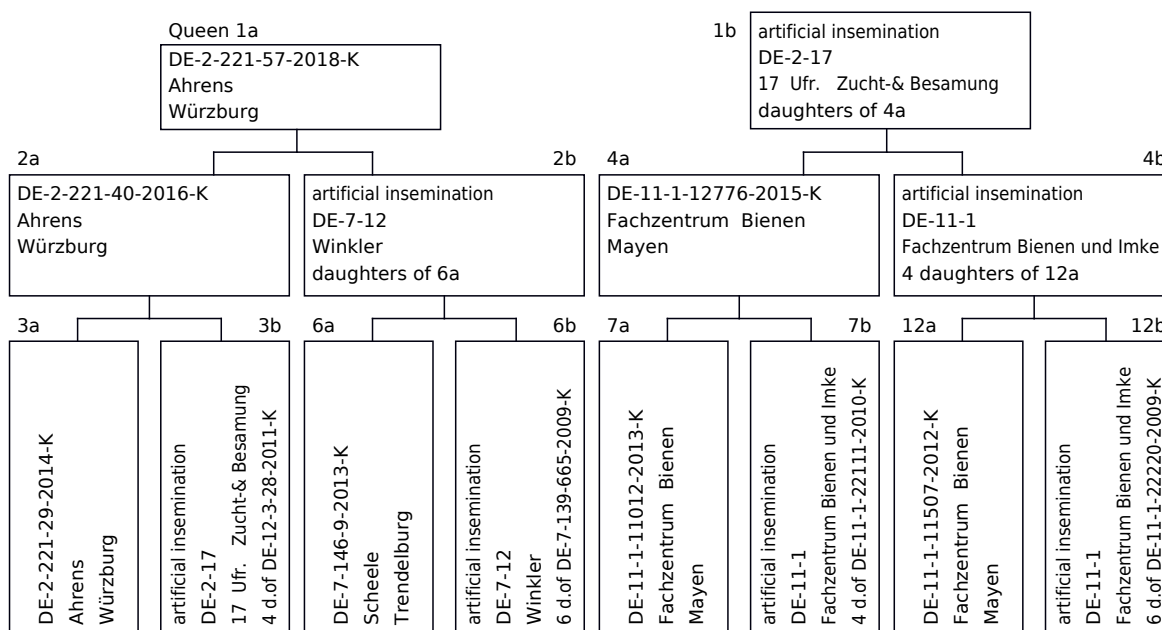 Queen 1a
DE-2-221-57-2018-K
Ahrens
Würzburg
1b
artificial insemination
DE-2-17
17 Ufr. Zucht-& Besamung
daughters of 4a
2a
DE-2-221-40-2016-K
Ahrens
Würzburg
2b
artificial insemination
DE-7-12
Winkler
daughters of 6a
4a
DE-11-1-12776-2015-K
Fachzentrum Bienen
Mayen
4b
artificial insemination
DE-11-1
Fachzentrum Bienen und Imke
4 daughters of 12a
3a
DE-2-221-29-2014-K
Ahrens
Würzburg
3b
artificial insemination
DE-2-17
17 Ufr. Zucht-& Besamung
4 d.of DE-12-3-28-2011-K
6a
DE-7-146-9-2013-K
Scheele
Trendelburg
6b
artificial insemination
DE-7-12
Winkler
6 d.of DE-7-139-665-2009-K
7a
DE-11-1-11012-2013-K
Fachzentrum Bienen
Mayen
7b
artificial insemination
DE-11-1
Fachzentrum Bienen und Imke
4 d.of DE-11-1-22111-2010-K
12a
DE-11-1-11507-2012-K
Fachzentrum Bienen
Mayen
12b
artificial insemination
DE-11-1
Fachzentrum Bienen und Imke
6 d.of DE-11-1-22220-2009-K